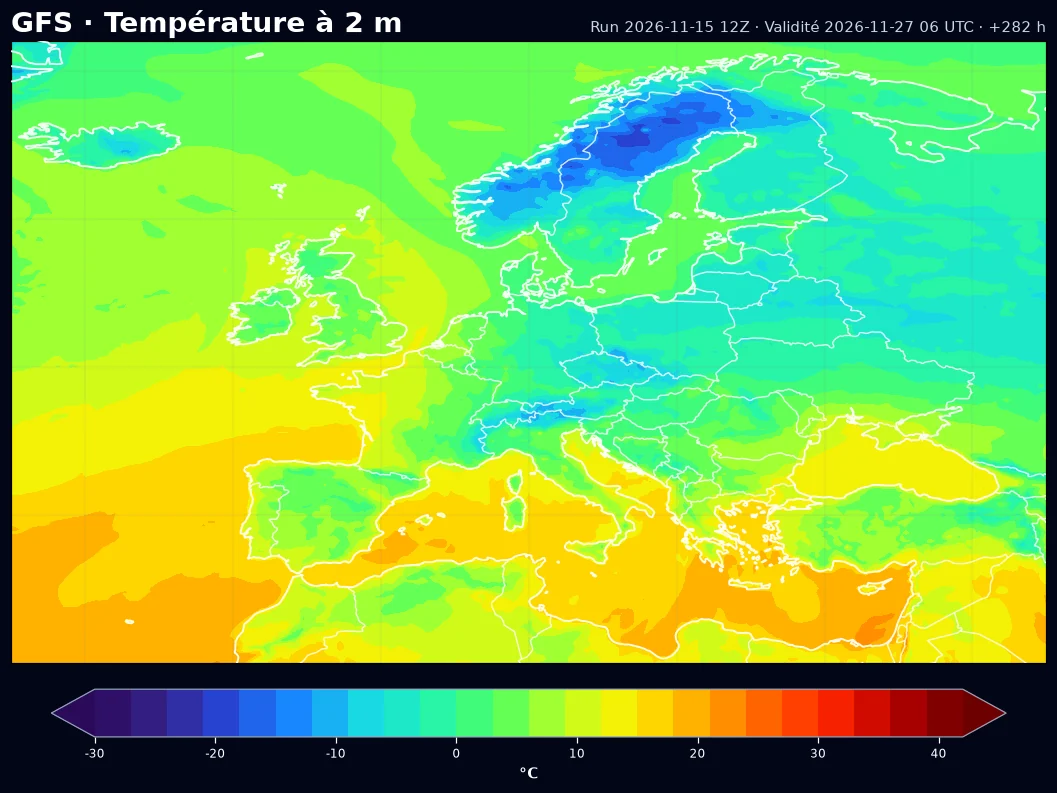 GFS · Température à 2 m
Run 2026-11-15 12Z · Validité 2026-11-27 06 UTC · +282 h
-30 -20 -10 0 10 20 30 40
°C